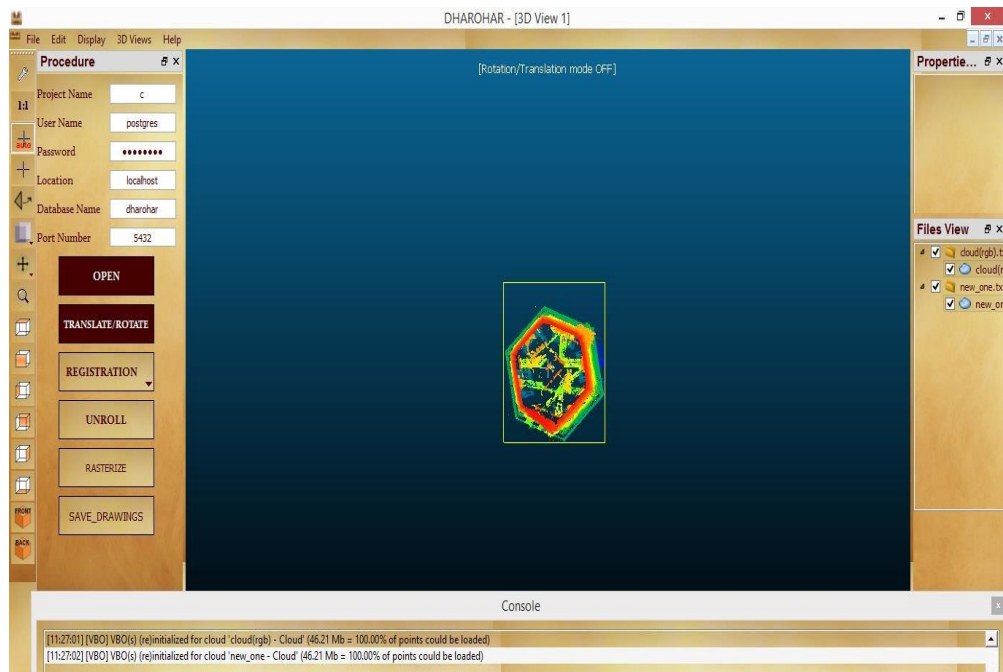 DHAROHAR - [3D View 1]
File Edit Display 3D Views Help
Procedure
Project Name c
User Name postgres
Password ••••••••
Location localhost
Database Name dharohar
Port Number 5432
OPEN
TRANSLATE/ROTATE
REGISTRATION
UNROLL
RASTERIZE
SAVE_DRAWINGS
1:1
auto
FRONT
BACK
[Rotation/Translation mode OFF]
Propertie...
Files View
cloud(rgb).t
cloud(r
new_one.tx
new_or
Console
[11:27:01] [VBO] VBO(s) (re)initialized for cloud 'cloud(rgb) - Cloud' (46.21 Mb = 100.00% of points could be loaded)
[11:27:02] [VBO] VBO(s) (re)initialized for cloud 'new_one - Cloud' (46.21 Mb = 100.00% of points could be loaded)